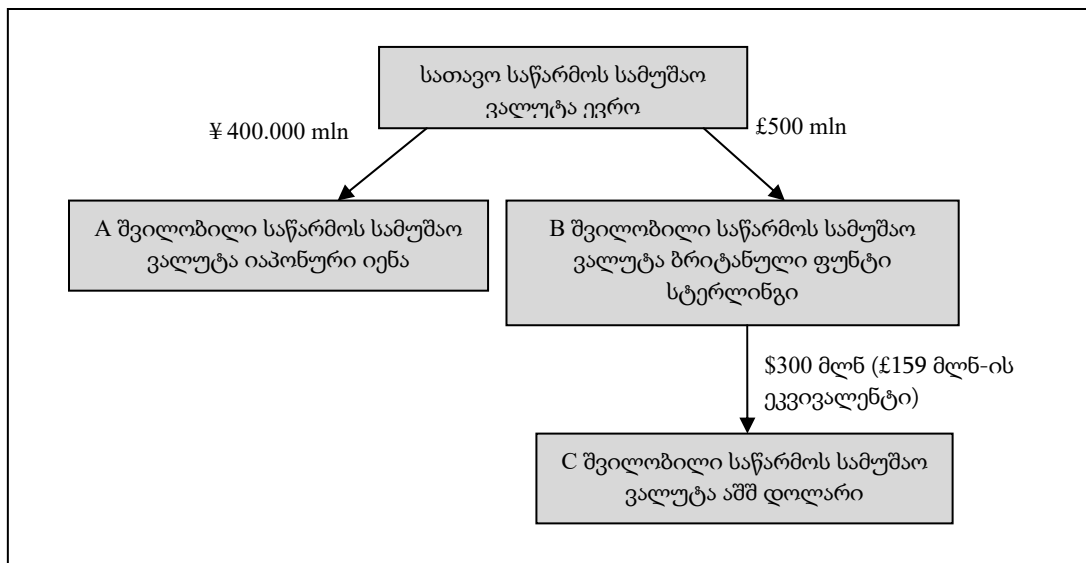 სათავო საწარმოს სამუშაო
ვალუტა ევრო
¥ 400.000 mln
£500 mln
A შვილობილი საწარმოს სამუშაო
ვალუტა იაპონური იენა
B შვილობილი საწარმოს სამუშაო
ვალუტა ბრიტანული ფუნტი
სტერლინგი
$300 მლნ (£159 მლნ-ის
ეკვივალენტი)
C შვილობილი საწარმოს სამუშაო
ვალუტა აშშ დოლარი